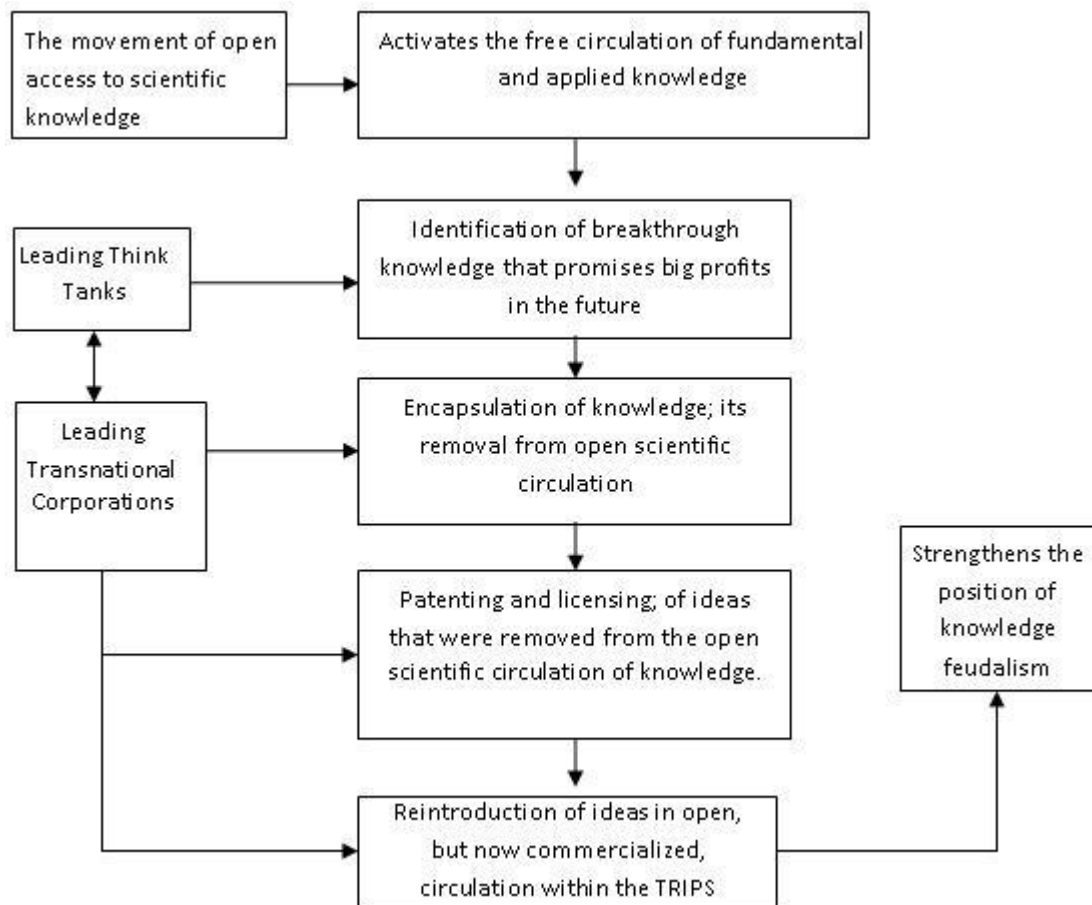 The movement of open
access to scientific
knowledge
Activates the free circulation of fundamental
and applied knowledge
Identification of breakthrough
knowledge that promises big profits
in the future
Leading Think
Tanks
Encapsulation of knowledge; its
removal from open scientific
circulation
Leading
Transnational
Corporations
Patenting and licensing; of ideas
that were removed from the open
scientific circulation of knowledge.
Strengthens the
position of
knowledge
feudalism
Reintroduction of ideas in open,
but now commercialized,
circulation within the TRIPS